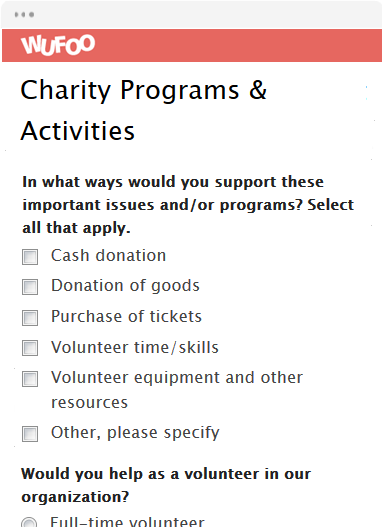 WUFOO
Charity Programs &
Activities
In what ways would you support these
important issues and/or programs? Select
all that apply.
Cash donation
Donation of goods
Purchase of tickets
Volunteer time/skills
Volunteer equipment and other
resources
Other, please specify
Would you help as a volunteer in our
organization?
Full-time volunteer